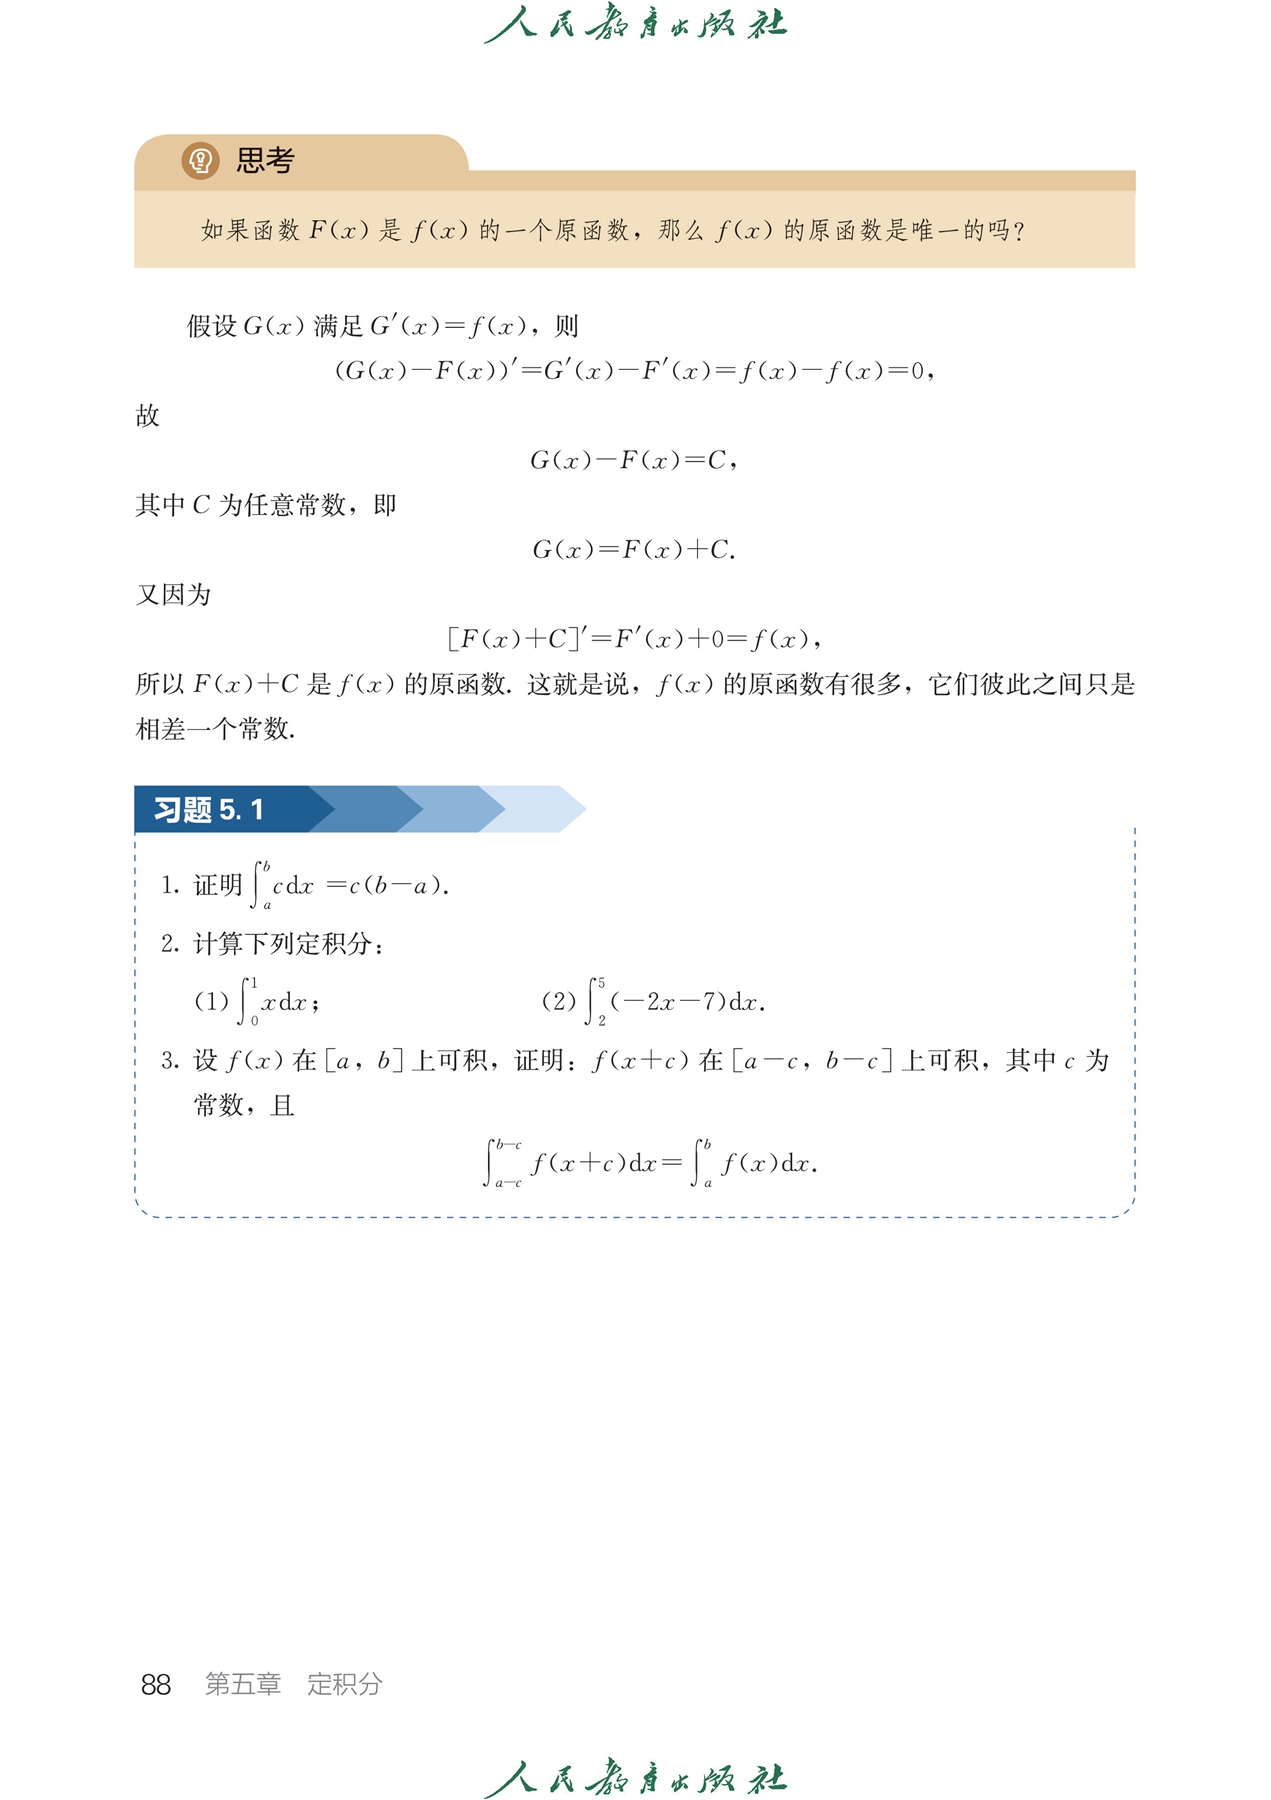 人民教育出版社
思考
如果函数 F(x) 是 f(x) 的一个原函数，那么 f(x) 的原函数是唯一的吗？
假设 G(x) 满足 G′(x)=f(x)，则
(G(x)−F(x))′=G′(x)−F′(x)=f(x)−f(x)=0，
故
G(x)−F(x)=C，
其中 C 为任意常数，即
G(x)=F(x)+C.
又因为
[F(x)+C]′=F′(x)+0=f(x)，
所以 F(x)+C 是 f(x) 的原函数. 这就是说，f(x) 的原函数有很多，它们彼此之间只是
相差一个常数.
习题 5.1
1. 证明∫_a^b cdx =c(b−a).
2. 计算下列定积分：
(1) ∫_0^1 xdx； (2) ∫_2^5 (−2x−7)dx.
3. 设 f(x) 在[a，b]上可积，证明：f(x+c) 在[a−c，b−c]上可积，其中 c 为
常数，且
∫_{a−c}^{b−c} f(x+c)dx=∫_a^b f(x)dx.
88 第五章 定积分
人民教育出版社